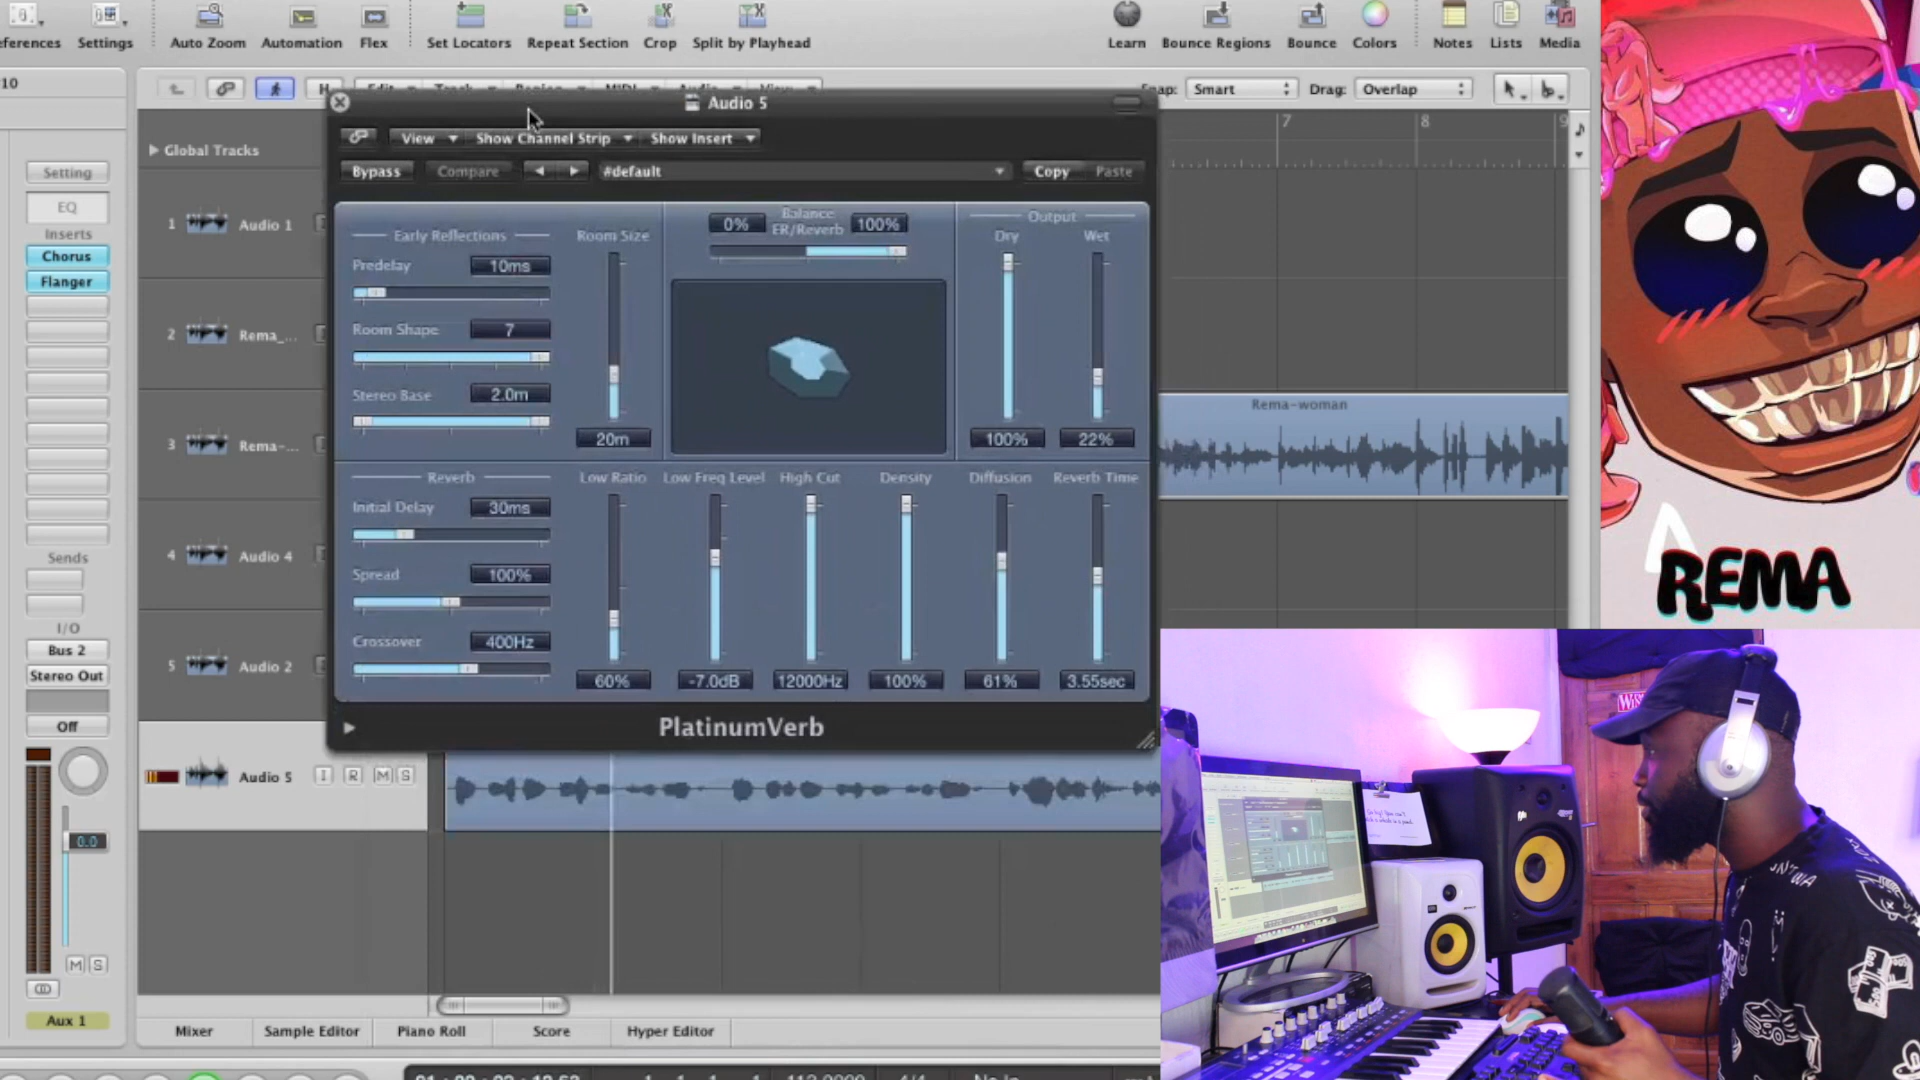 Settings
Auto Zoom
Automation
Flex
Set Locators
Repeat Section
Crop
Split by Playhead
Learn
Bounce Regions
Bounce
Colors
Notes
Lists
Media
10
Smart
Drag:
Overlap
Audio 5
View
Show Channel Strip
Show Insert
Bypass
Compare
#default
Copy
Paste
7
8
9
Global Tracks
Setting
EQ
Inserts
Chorus
Flanger
Sends
I/O
Bus 2
Stereo Out
Off
0.0
M S
Aux 1
1 Audio 1
2 Rema_...
3 Rema-...
4 Audio 4
5 Audio 2
Audio 5 I R M S
Early Reflections
Predelay 10ms
Room Shape 7
Stereo Base 2.0m
Room Size
20m
Balance
ER/Reverb
0%
100%
Output
Dry
Wet
100%
22%
Reverb
Initial Delay 30ms
Spread 100%
Crossover 400Hz
Low Ratio
Low Freq Level
High Cut
Density
Diffusion
Reverb Time
60%
-7.0dB
12000Hz
100%
61%
3.55sec
PlatinumVerb
Rema-woman
Mixer
Sample Editor
Piano Roll
Score
Hyper Editor
REMA